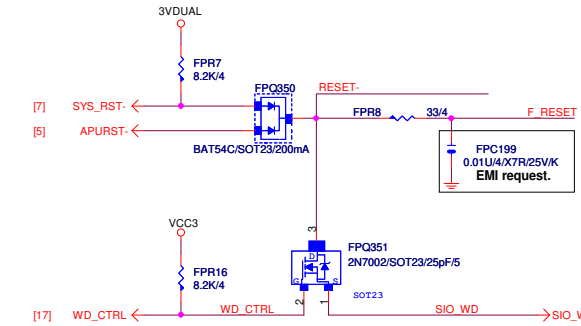 3VDUAL
FPR7
8.2K/4
FPQ350
RESET-
[7] SYS_RST-
FPR8 33/4 F_RESET
[5] APURST-
BAT54C/SOT23/200mA
FPC199
0.01U/4/X7R/25V/K
EMI request.
VCC3
3
FPQ351
D
2N7002/SOT23/25pF/5
FPR16
8.2K/4
G S
SOT23
2 1
[17] WD_CTRL WD_CTRL SIO_WD